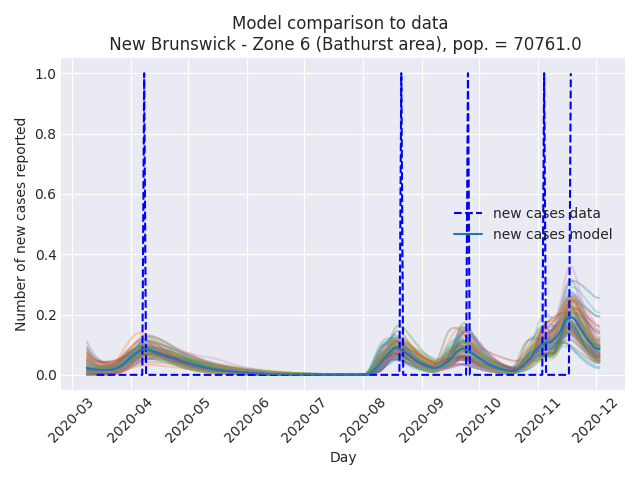 Model comparison to data
New Brunswick - Zone 6 (Bathurst area), pop. = 70761.0
Number of new cases reported
1.0
0.8
0.6
0.4
0.2
0.0
new cases data
new cases model
2020-03
2020-04
2020-05
2020-06
2020-07
2020-08
2020-09
2020-10
2020-11
2020-12
Day